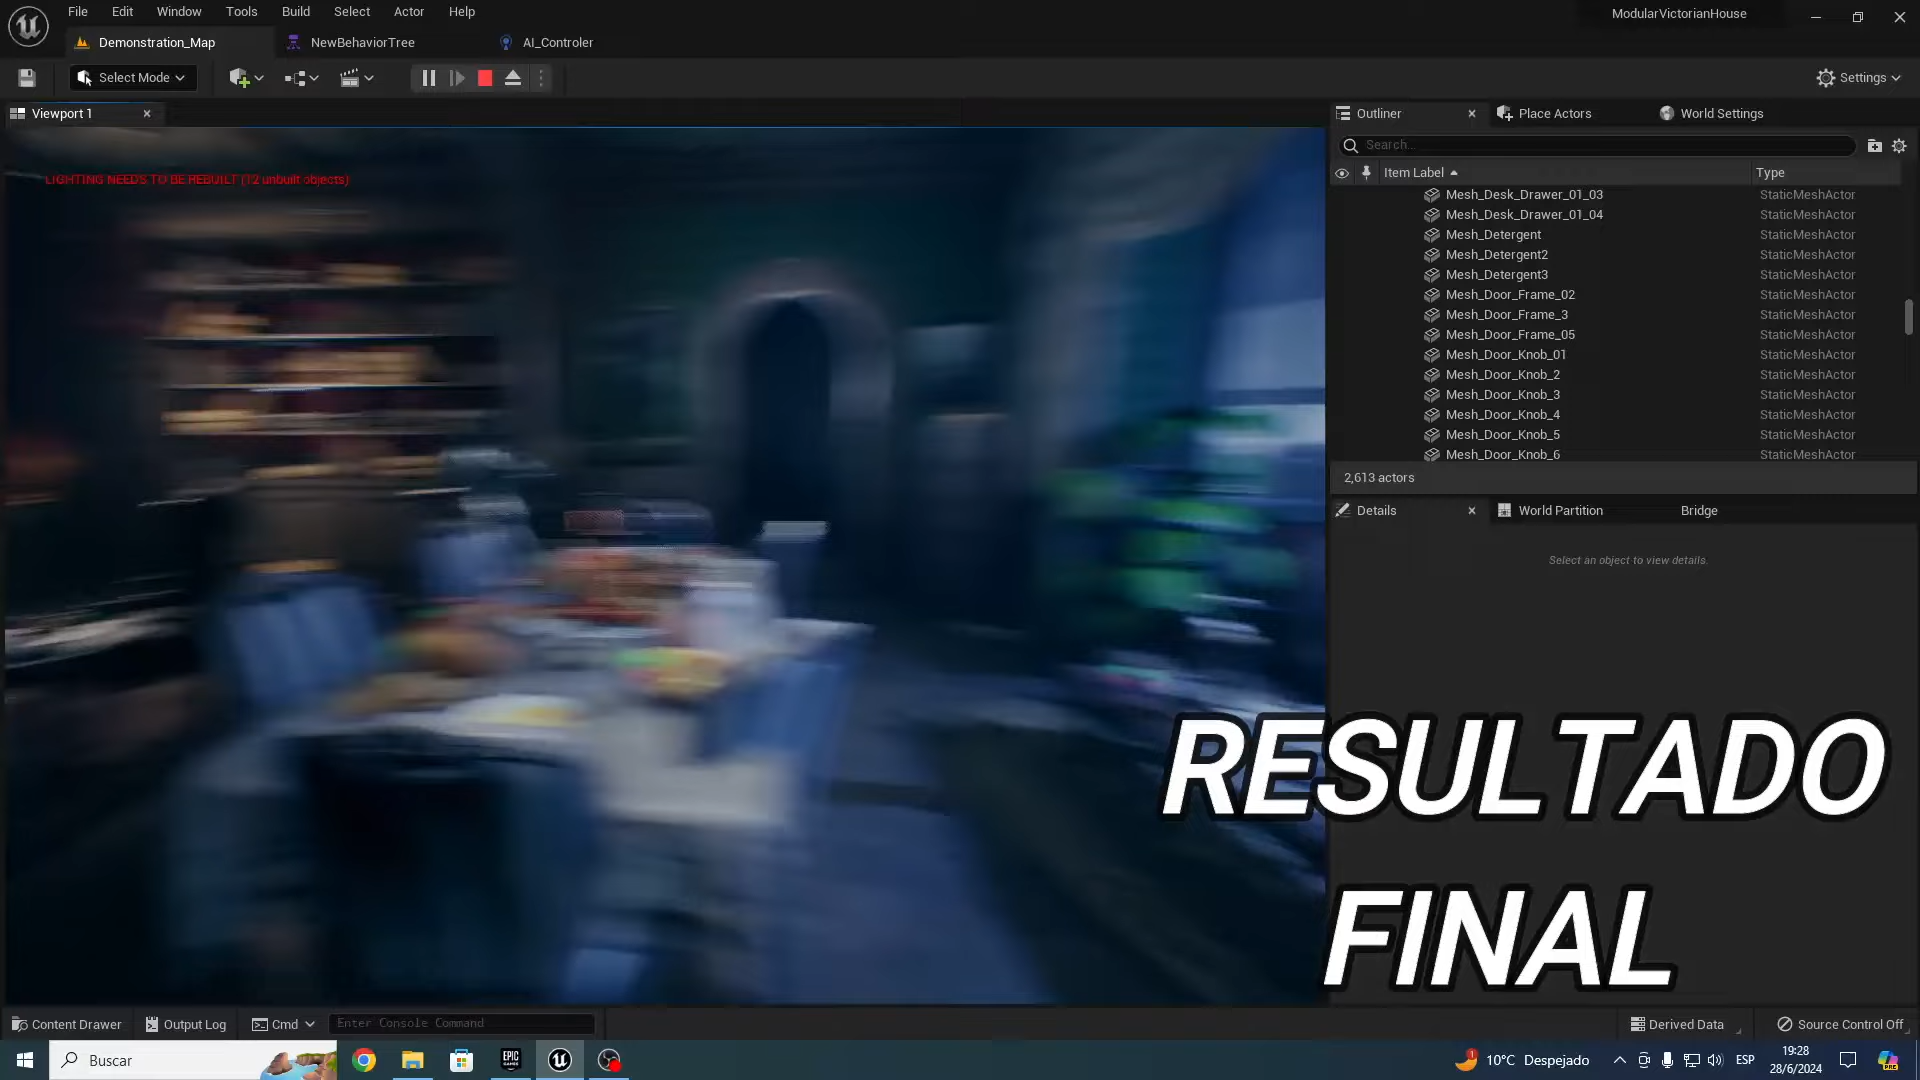 File Edit Window Tools Build Select Actor Help
ModularVictorianHouse
Demonstration_Map NewBehaviorTree AI_Controler
Select Mode
Settings
Viewport 1
Outliner Place Actors World Settings
Search...
Item Label Type
LIGHTING NEEDS TO BE REBUILT (12 unbuilt objects)
Mesh_Desk_Drawer_01_03 StaticMeshActor
Mesh_Desk_Drawer_01_04 StaticMeshActor
Mesh_Detergent StaticMeshActor
Mesh_Detergent2 StaticMeshActor
Mesh_Detergent3 StaticMeshActor
Mesh_Door_Frame_02 StaticMeshActor
Mesh_Door_Frame_3 StaticMeshActor
Mesh_Door_Frame_05 StaticMeshActor
Mesh_Door_Knob_01 StaticMeshActor
Mesh_Door_Knob_2 StaticMeshActor
Mesh_Door_Knob_3 StaticMeshActor
Mesh_Door_Knob_4 StaticMeshActor
Mesh_Door_Knob_5 StaticMeshActor
Mesh_Door_Knob_6 StaticMeshActor
2,613 actors
Details World Partition Bridge
Select an object to view details.
RESULTADO
FINAL
Content Drawer Output Log Cmd Enter Console Command
Derived Data Source Control Off
Buscar
EPIC
GAMES
1
10°C Despejado
ESP
19:28
28/6/2024
PRE